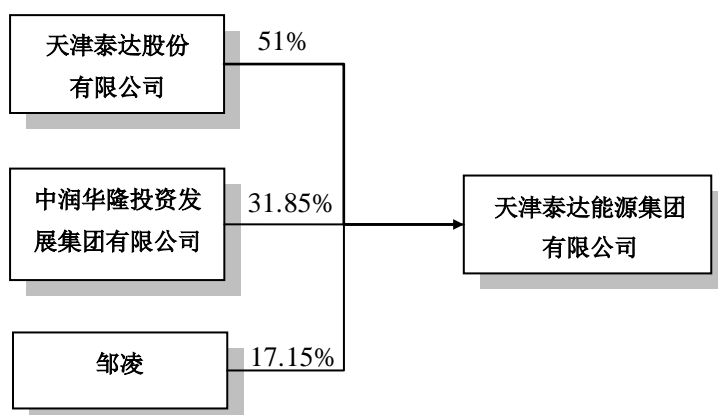 天津泰达股份
有限公司
51%
中润华隆投资发
展集团有限公司
31.85%
天津泰达能源集团
有限公司
邹凌
17.15%